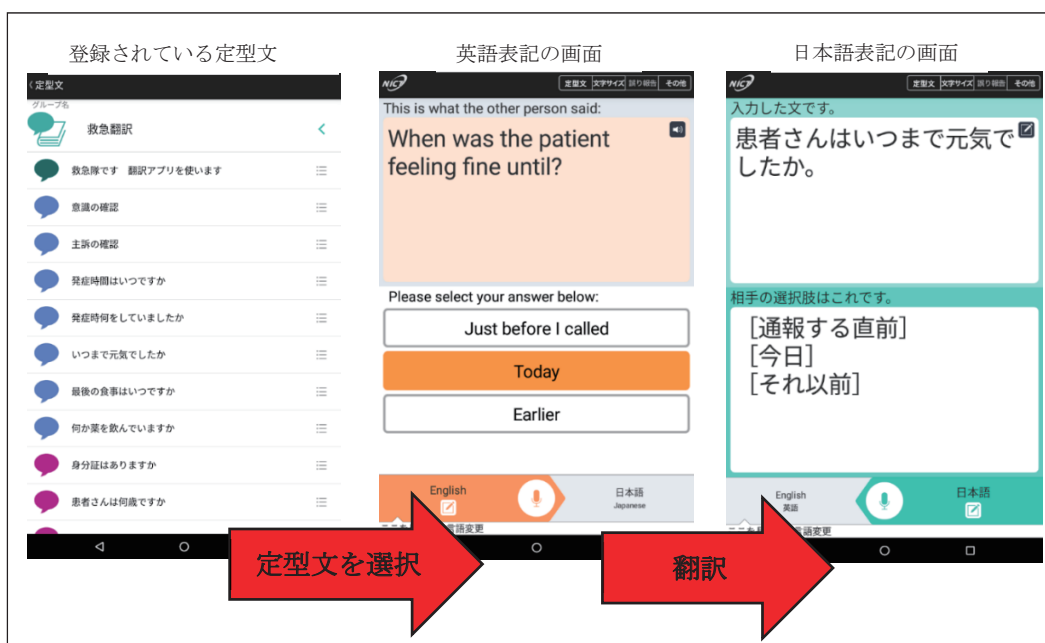 登録されている定型文
〈定型文
グループ名
救急翻訳
救急隊です 翻訳アプリを使います
意識の確認
主訴の確認
発症時間はいつですか
発症時何をしていましたか
いつまで元気でしたか
最後の食事はいつですか
何か薬を飲んでいますか
身分証はありますか
患者さんは何歳ですか
定型文を選択
英語表記の画面
NICT
定型文 文字サイズ 誤り報告 その他
This is what the other person said:
When was the patient
feeling fine until?
Please select your answer below:
Just before I called
Today
Earlier
English
日本語
Japanese
言語変更
翻訳
日本語表記の画面
NICT
定型文 文字サイズ 誤り報告 その他
入力した文です。
患者さんはいつまで元気で
したか。
相手の選択肢はこれです。
[通報する直前]
[今日]
[それ以前]
English
英語
日本語
言語変更